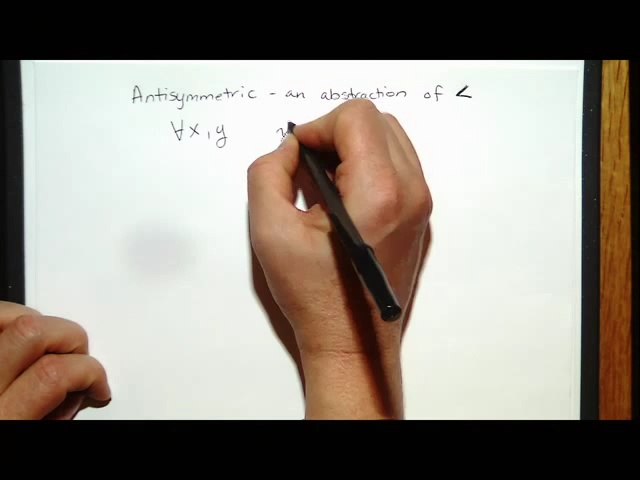 Antisymmetric - an abstraction of <
∀x,y